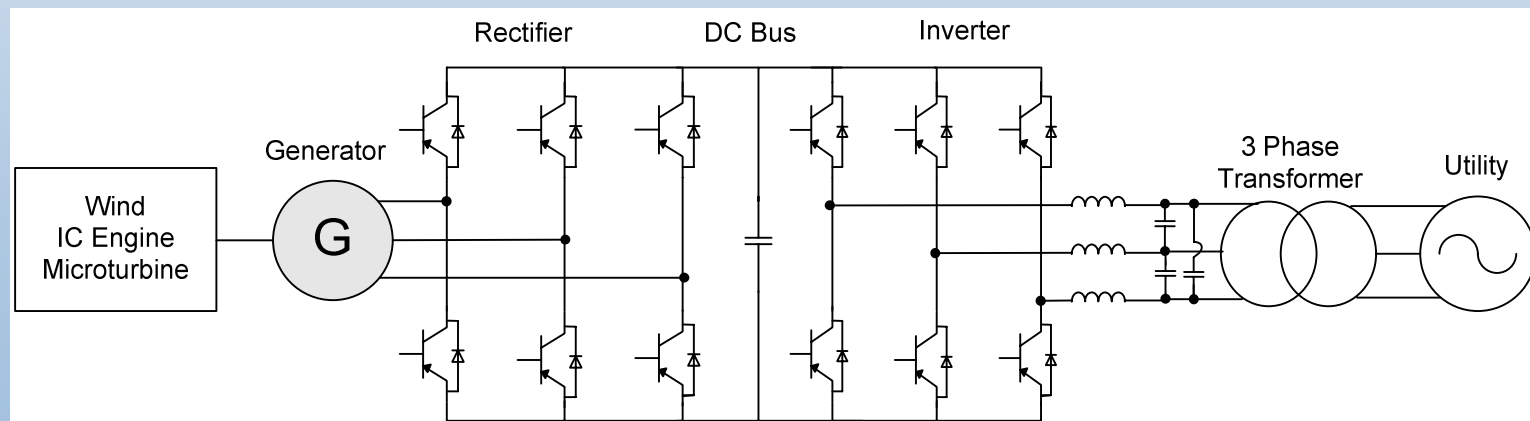 Rectifier
DC Bus
Inverter
Generator
3 Phase
Transformer
Utility
Wind
IC Engine
Microturbine
G